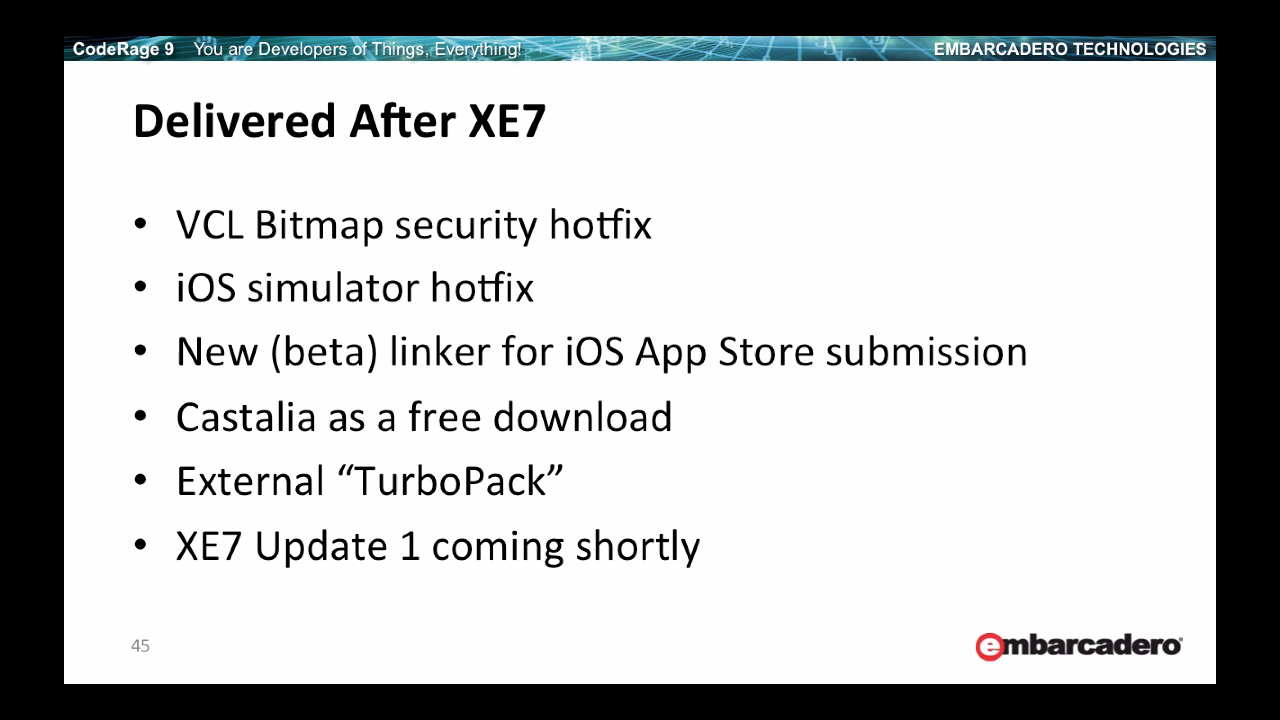 CodeRage 9 You are Developers of Things, Everything! EMBARCADERO TECHNOLOGIES
Delivered After XE7
• VCL Bitmap security hotfix
• iOS simulator hotfix
• New (beta) linker for iOS App Store submission
• Castalia as a free download
• External “TurboPack”
• XE7 Update 1 coming shortly
45
embarcadero